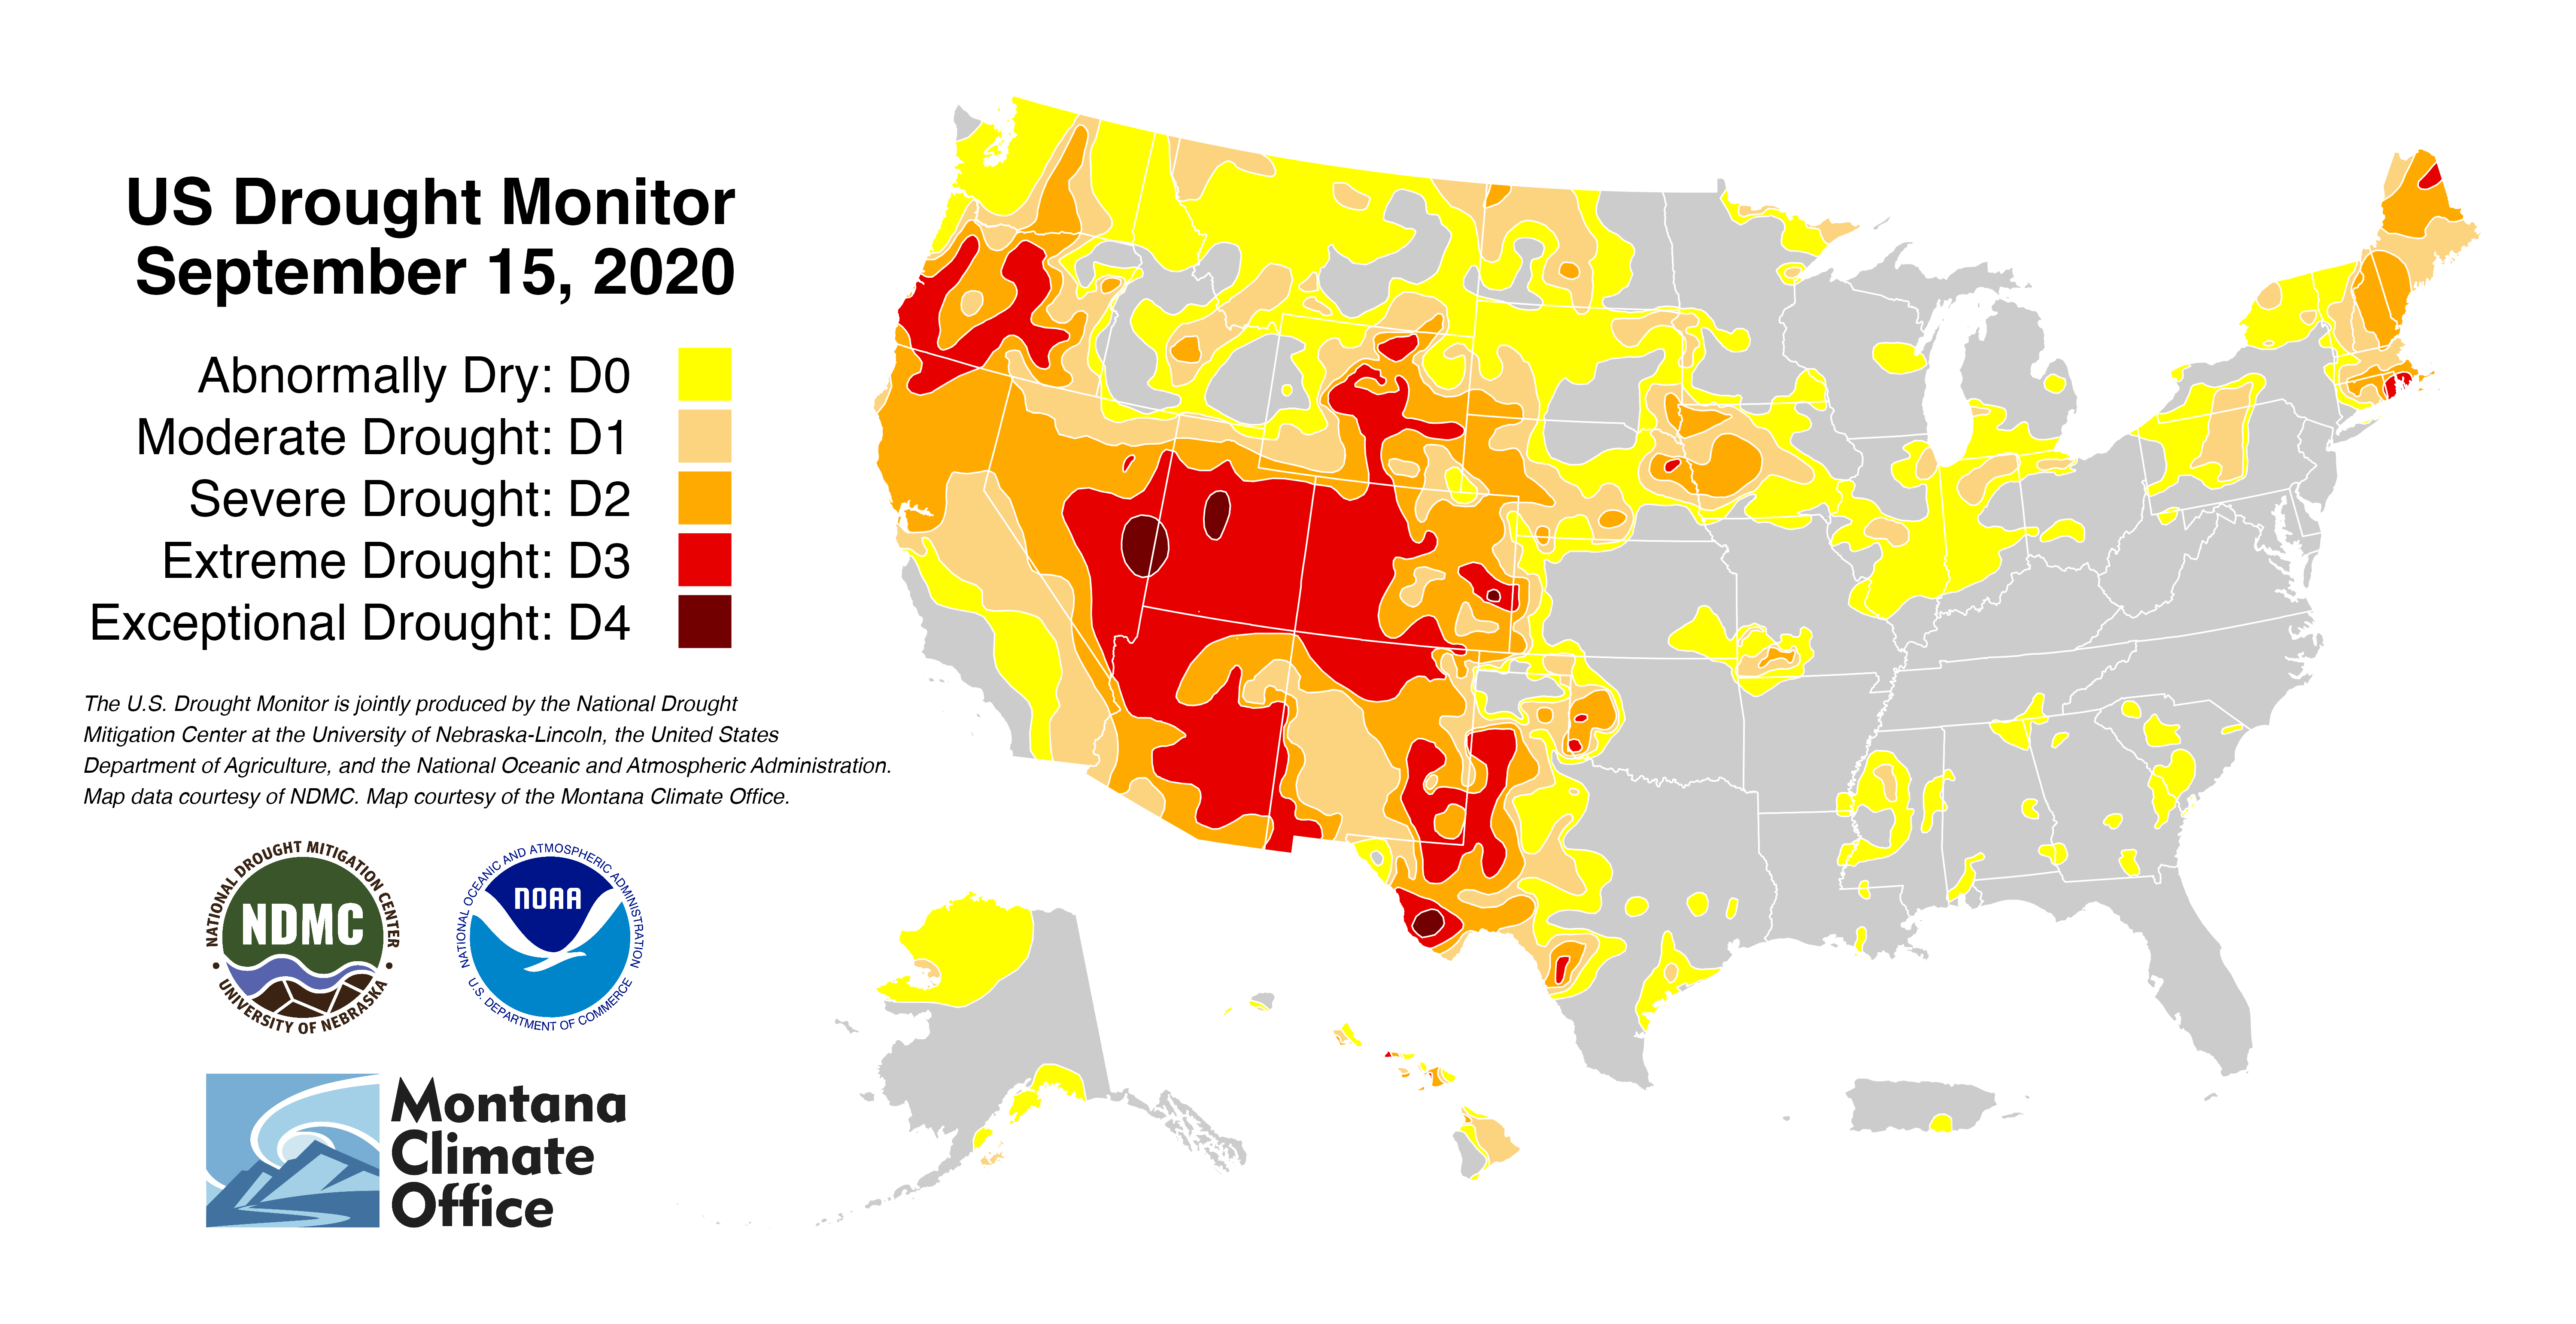 US Drought Monitor
September 15, 2020
Abnormally Dry: D0
Moderate Drought: D1
Severe Drought: D2
Extreme Drought: D3
Exceptional Drought: D4
The U.S. Drought Monitor is jointly produced by the National Drought
Mitigation Center at the University of Nebraska-Lincoln, the United States
Department of Agriculture, and the National Oceanic and Atmospheric Administration.
Map data courtesy of NDMC. Map courtesy of the Montana Climate Office.
NATIONAL DROUGHT MITIGATION CENTER
NDMC
• UNIVERSITY OF NEBRASKA •
NATIONAL OCEANIC AND ATMOSPHERIC ADMINISTRATION
NOAA
U.S. DEPARTMENT OF COMMERCE
Montana
Climate
Office